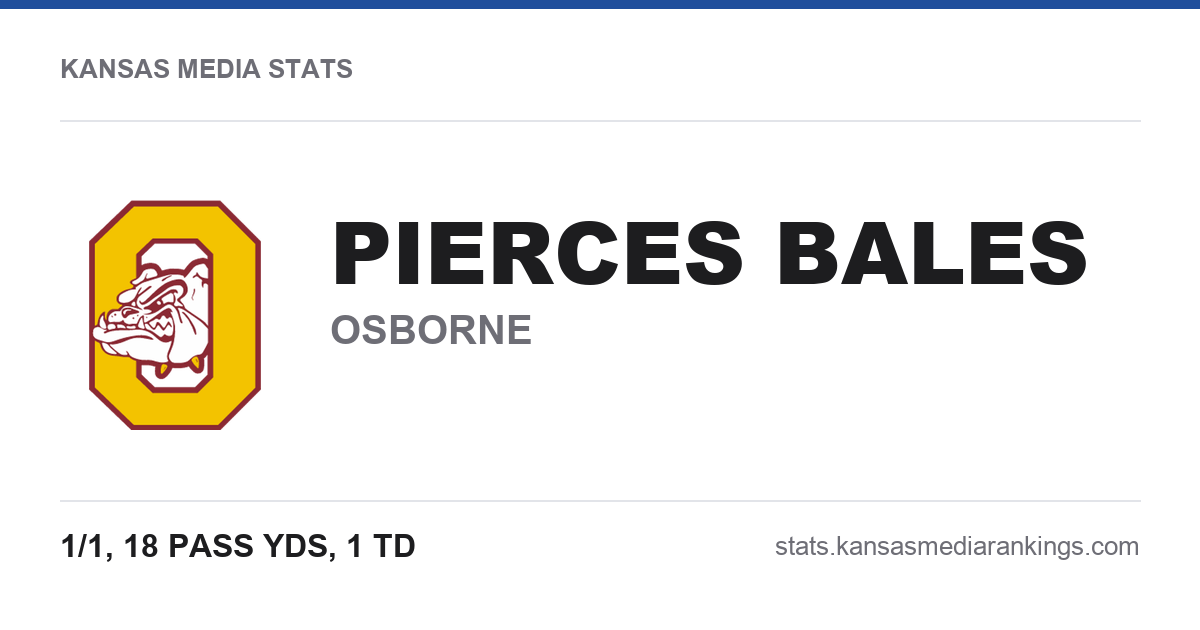 KANSAS MEDIA STATS
PIERCES BALES
OSBORNE
1/1, 18 PASS YDS, 1 TD
stats.kansasmediarankings.com